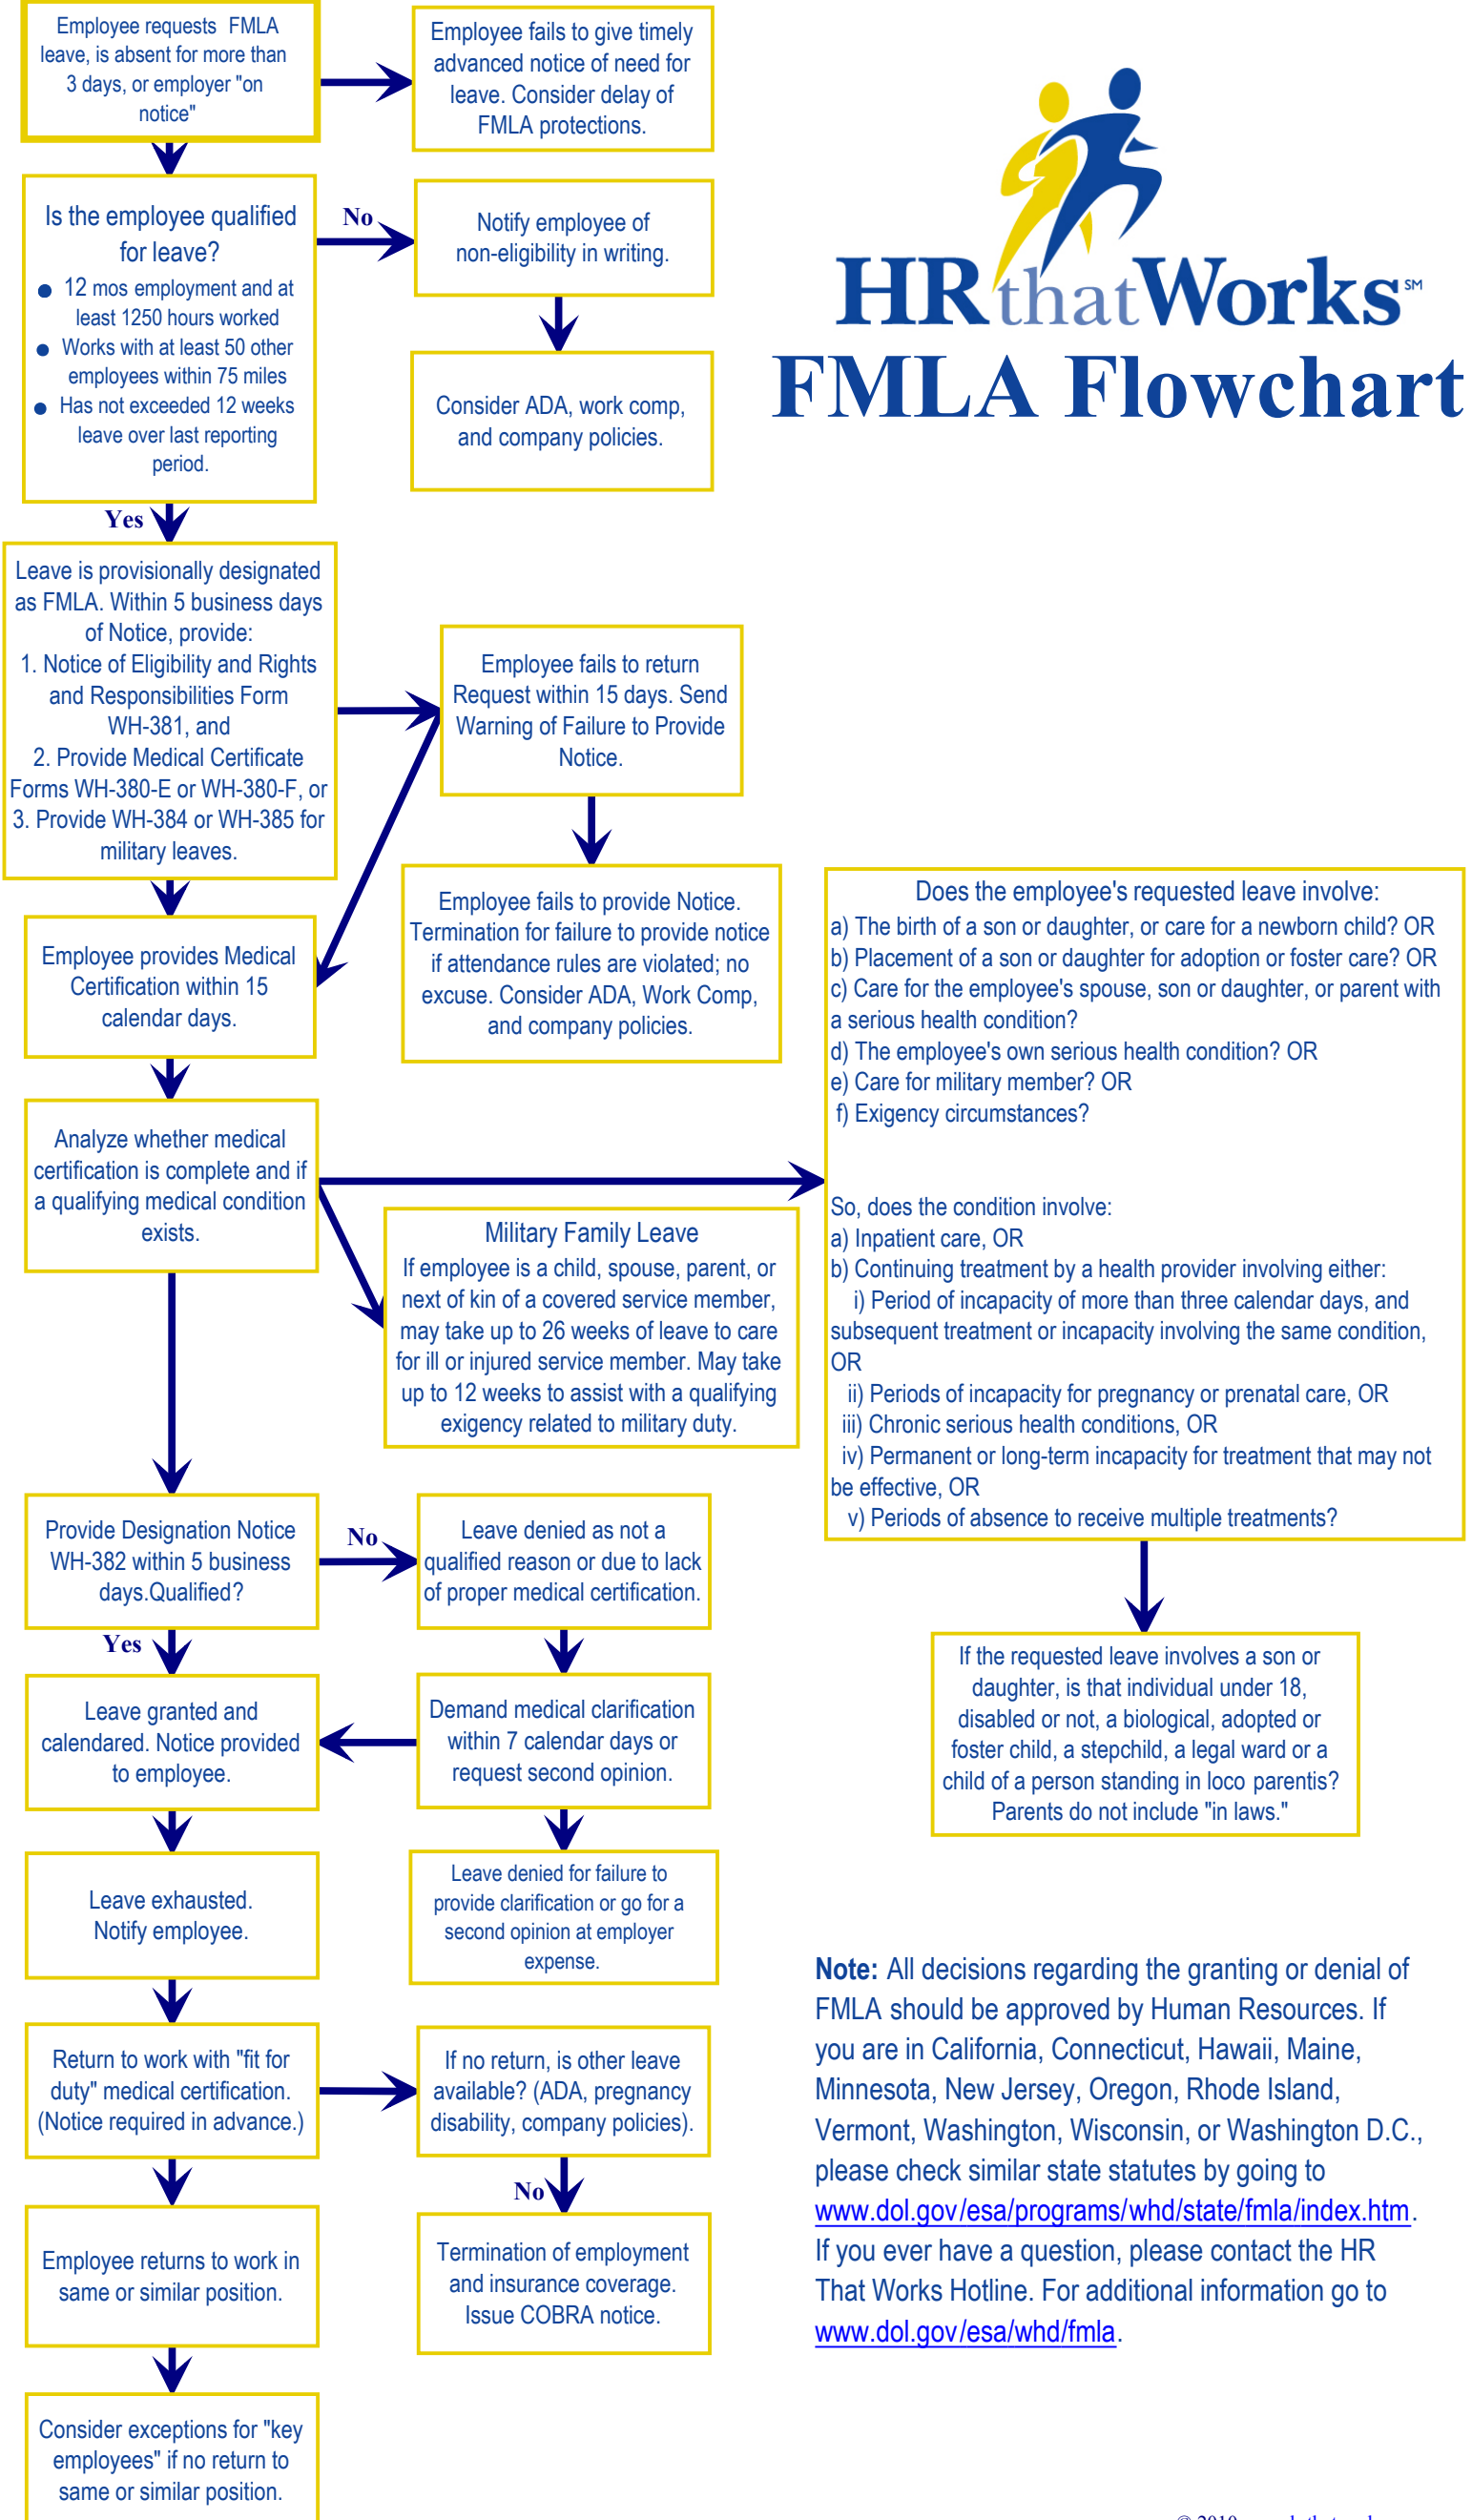 Employee requests FMLA
leave, is absent for more than
3 days, or employer "on
notice"
Employee fails to give timely
advanced notice of need for
leave. Consider delay of
FMLA protections.
HRthatWorks℠
FMLA Flowchart
Is the employee qualified
for leave?
● 12 mos employment and at
least 1250 hours worked
● Works with at least 50 other
employees within 75 miles
● Has not exceeded 12 weeks
leave over last reporting
period.
No
Notify employee of
non-eligibility in writing.
Consider ADA, work comp,
and company policies.
Yes
Leave is provisionally designated
as FMLA. Within 5 business days
of Notice, provide:
1. Notice of Eligibility and Rights
and Responsibilities Form
WH-381, and
2. Provide Medical Certificate
Forms WH-380-E or WH-380-F, or
3. Provide WH-384 or WH-385 for
military leaves.
Employee fails to return
Request within 15 days. Send
Warning of Failure to Provide
Notice.
Employee fails to provide Notice.
Termination for failure to provide notice
if attendance rules are violated; no
excuse. Consider ADA, Work Comp,
and company policies.
Employee provides Medical
Certification within 15
calendar days.
Analyze whether medical
certification is complete and if
a qualifying medical condition
exists.
Military Family Leave
If employee is a child, spouse, parent, or
next of kin of a covered service member,
may take up to 26 weeks of leave to care
for ill or injured service member. May take
up to 12 weeks to assist with a qualifying
exigency related to military duty.
Does the employee's requested leave involve:
a) The birth of a son or daughter, or care for a newborn child? OR
b) Placement of a son or daughter for adoption or foster care? OR
c) Care for the employee's spouse, son or daughter, or parent with
a serious health condition?
d) The employee's own serious health condition? OR
e) Care for military member? OR
f) Exigency circumstances?
So, does the condition involve:
a) Inpatient care, OR
b) Continuing treatment by a health provider involving either:
i) Period of incapacity of more than three calendar days, and
subsequent treatment or incapacity involving the same condition,
OR
ii) Periods of incapacity for pregnancy or prenatal care, OR
iii) Chronic serious health conditions, OR
iv) Permanent or long-term incapacity for treatment that may not
be effective, OR
v) Periods of absence to receive multiple treatments?
If the requested leave involves a son or
daughter, is that individual under 18,
disabled or not, a biological, adopted or
foster child, a stepchild, a legal ward or a
child of a person standing in loco parentis?
Parents do not include "in laws."
Provide Designation Notice
WH-382 within 5 business
days.Qualified?
No
Leave denied as not a
qualified reason or due to lack
of proper medical certification.
Yes
Leave granted and
calendared. Notice provided
to employee.
Demand medical clarification
within 7 calendar days or
request second opinion.
Leave exhausted.
Notify employee.
Leave denied for failure to
provide clarification or go for a
second opinion at employer
expense.
Return to work with "fit for
duty" medical certification.
(Notice required in advance.)
If no return, is other leave
available? (ADA, pregnancy
disability, company policies).
No
Employee returns to work in
same or similar position.
Termination of employment
and insurance coverage.
Issue COBRA notice.
Consider exceptions for "key
employees" if no return to
same or similar position.
Note: All decisions regarding the granting or denial of
FMLA should be approved by Human Resources. If
you are in California, Connecticut, Hawaii, Maine,
Minnesota, New Jersey, Oregon, Rhode Island,
Vermont, Washington, Wisconsin, or Washington D.C.,
please check similar state statutes by going to
www.dol.gov/esa/programs/whd/state/fmla/index.htm.
If you ever have a question, please contact the HR
That Works Hotline. For additional information go to
www.dol.gov/esa/whd/fmla.